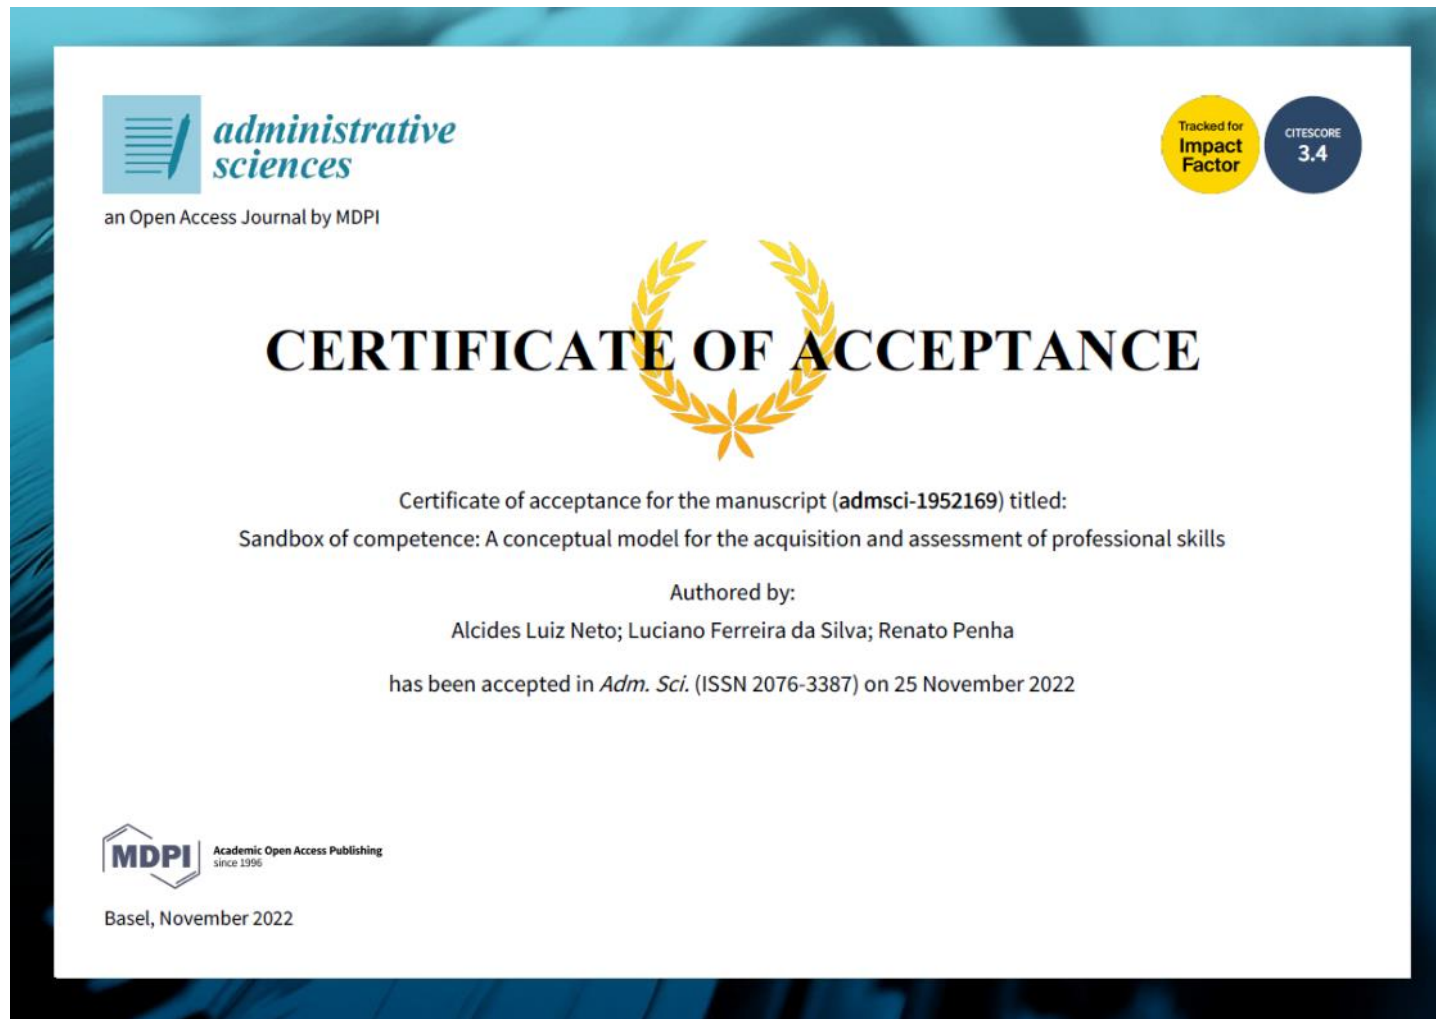 administrative
sciences
an Open Access Journal by MDPI
Tracked for
Impact
Factor
CITESCORE
3.4
CERTIFICATE OF ACCEPTANCE
Certificate of acceptance for the manuscript (admsci-1952169) titled:
Sandbox of competence: A conceptual model for the acquisition and assessment of professional skills
Authored by:
Alcides Luiz Neto; Luciano Ferreira da Silva; Renato Penha
has been accepted in Adm. Sci. (ISSN 2076-3387) on 25 November 2022
MDPI
Academic Open Access Publishing
since 1996
Basel, November 2022